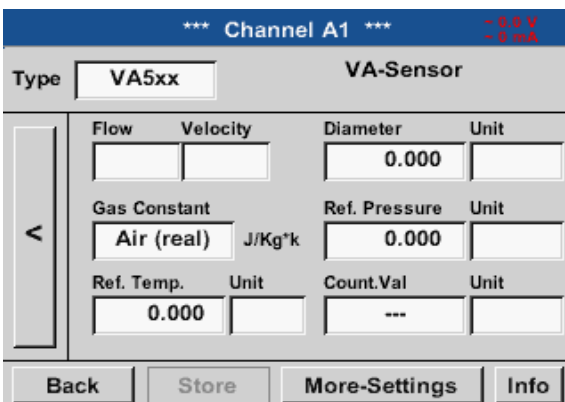 *** Channel A1 ***
~ 0.0 V
~ 0 mA
Type VA5xx VA-Sensor
<
Flow Velocity Diameter Unit
0.000
Gas Constant Ref. Pressure Unit
Air (real) J/Kg*k 0.000
Ref. Temp. Unit Count.Val Unit
0.000 ---
Back Store More-Settings Info